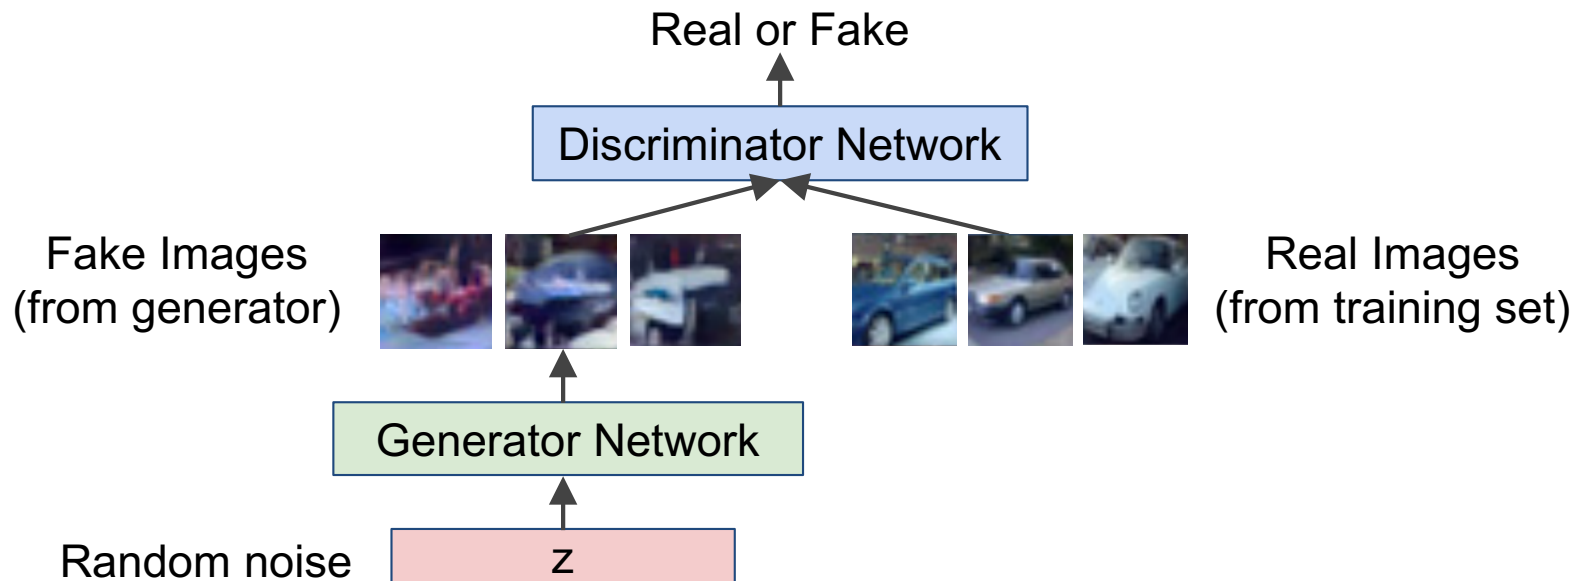 Real or Fake
Discriminator Network
Fake Images
(from generator)
Real Images
(from training set)
Generator Network
Random noise
z